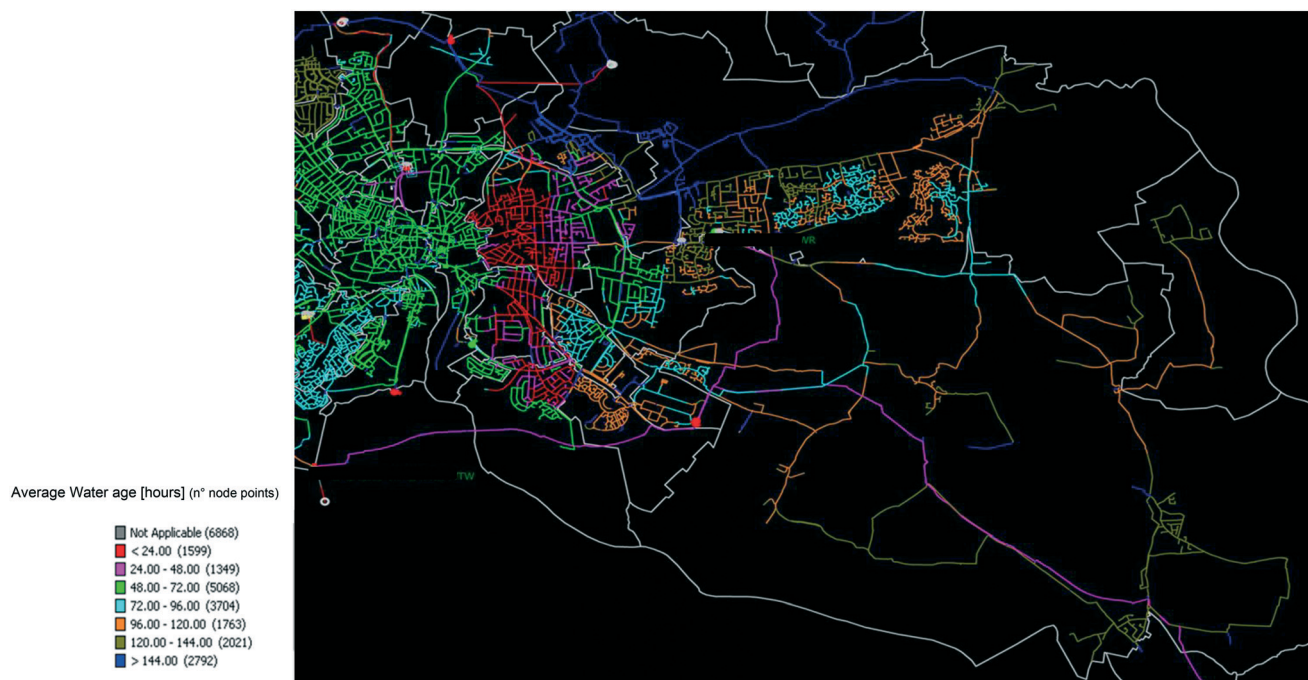 VR
TW
Average Water age [hours] (n° node points)
Not Applicable (6868)
< 24.00 (1599)
24.00 - 48.00 (1349)
48.00 - 72.00 (5068)
72.00 - 96.00 (3704)
96.00 - 120.00 (1763)
120.00 - 144.00 (2021)
> 144.00 (2792)